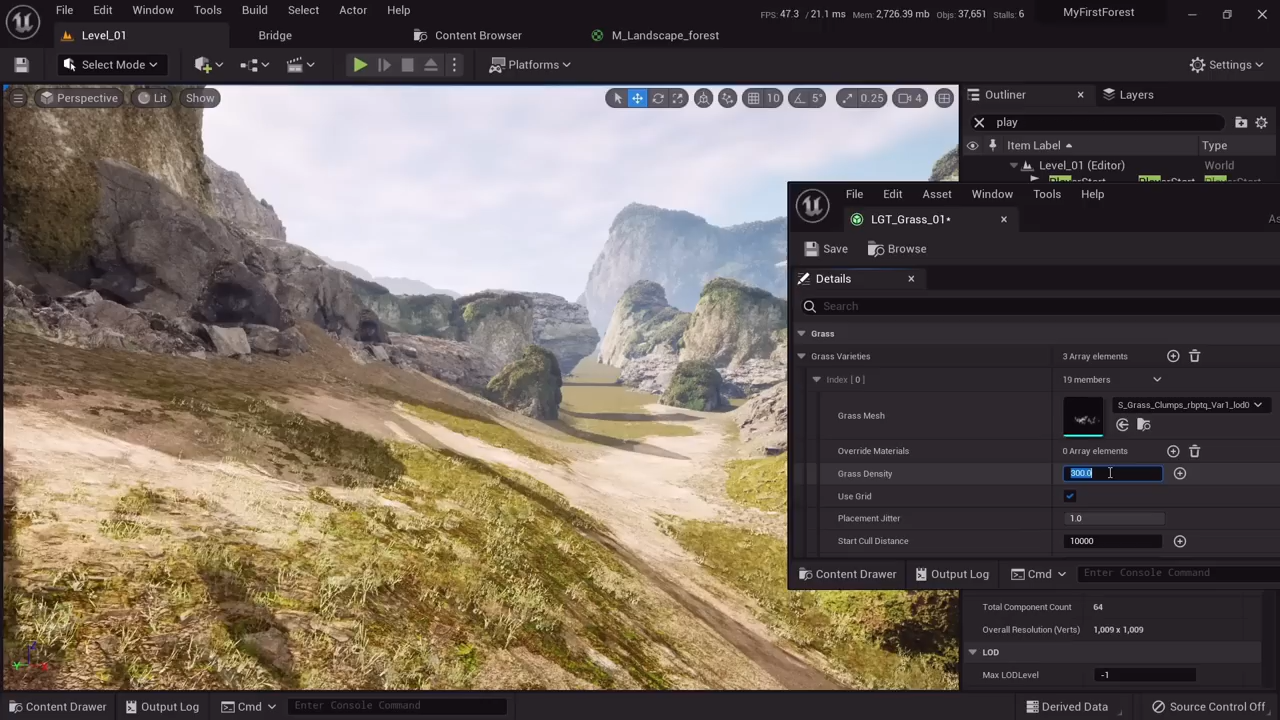 File Edit Window Tools Build Select Actor Help
FPS: 47.3 / 21.1 ms Mem: 2,726.39 mb Objs: 37,651 Stalls: 6 MyFirstForest
Level_01 Bridge Content Browser M_Landscape_forest
Select Mode Platforms Settings
Perspective Lit Show 10 5° 0.25 4
Outliner Layers
play
Item Label Type
Level_01 (Editor) World
PlayerStart PlayerStart PlayerStart
File Edit Asset Window Tools Help
LGT_Grass_01*
As
Save Browse
Details
Search
Grass
Grass Varieties 3 Array elements
Index [ 0 ] 19 members
Grass Mesh S_Grass_Clumps_rbptq_Var1_lod0
Override Materials 0 Array elements
Grass Density 300.0
Use Grid
Placement Jitter 1.0
Start Cull Distance 10000
Content Drawer Output Log Cmd Enter Console Command
Total Component Count 64
Overall Resolution (Verts) 1,009 x 1,009
LOD
Max LODLevel -1
Content Drawer Output Log Cmd Enter Console Command Derived Data Source Control Off